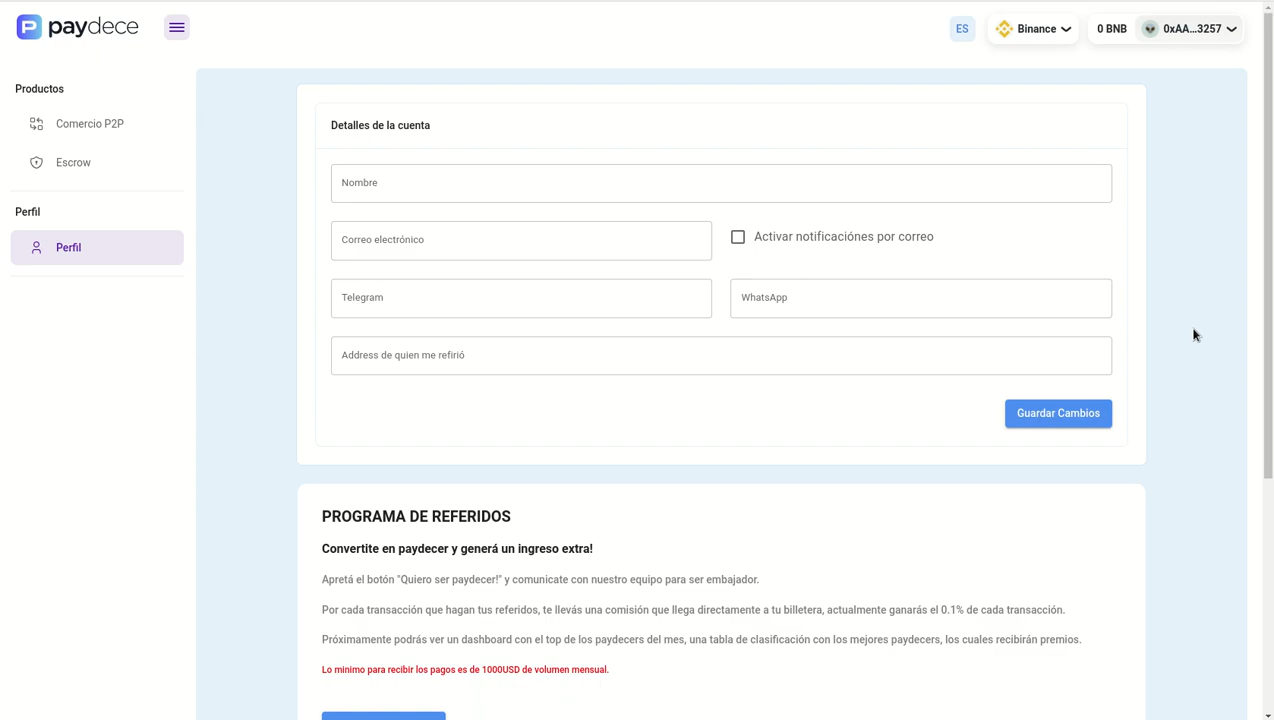 paydece
ES
Binance
0 BNB
0xAA...3257
Productos
Comercio P2P
Escrow
Perfil
Perfil
Detalles de la cuenta
Nombre
Correo electrónico
Activar notificaciónes por correo
Telegram
WhatsApp
Address de quien me refirió
Guardar Cambios
PROGRAMA DE REFERIDOS
Convertite en paydecer y generá un ingreso extra!
Apretá el botón "Quiero ser paydecer!" y comunicate con nuestro equipo para ser embajador.
Por cada transacción que hagan tus referidos, te llevás una comisión que llega directamente a tu billetera, actualmente ganarás el 0.1% de cada transacción.
Próximamente podrás ver un dashboard con el top de los paydecers del mes, una tabla de clasificación con los mejores paydecers, los cuales recibirán premios.
Lo minimo para recibir los pagos es de 1000USD de volumen mensual.